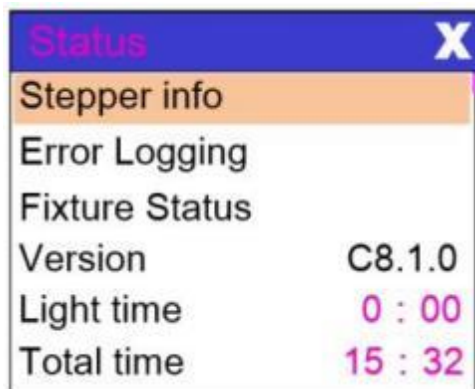 Status X
Stepper info
Error Logging
Fixture Status
Version C8.1.0
Light time 0 : 00
Total time 15 : 32